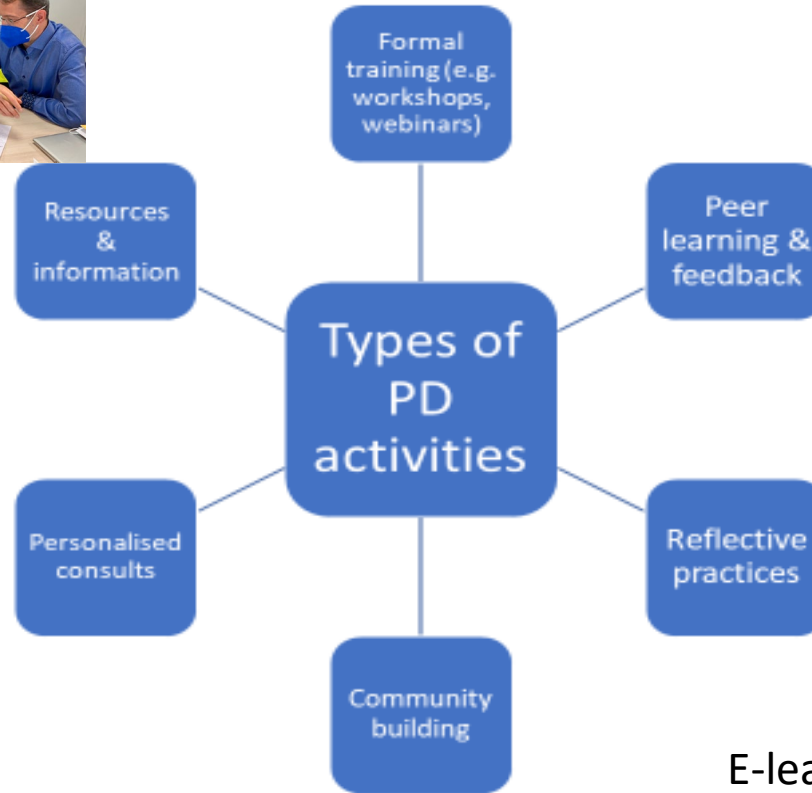 Formal
training (e.g.
workshops,
webinars)
Resources
&
information
Peer
learning &
feedback
Types of
PD
activities
Personalised
consults
Reflective
practices
Community
building